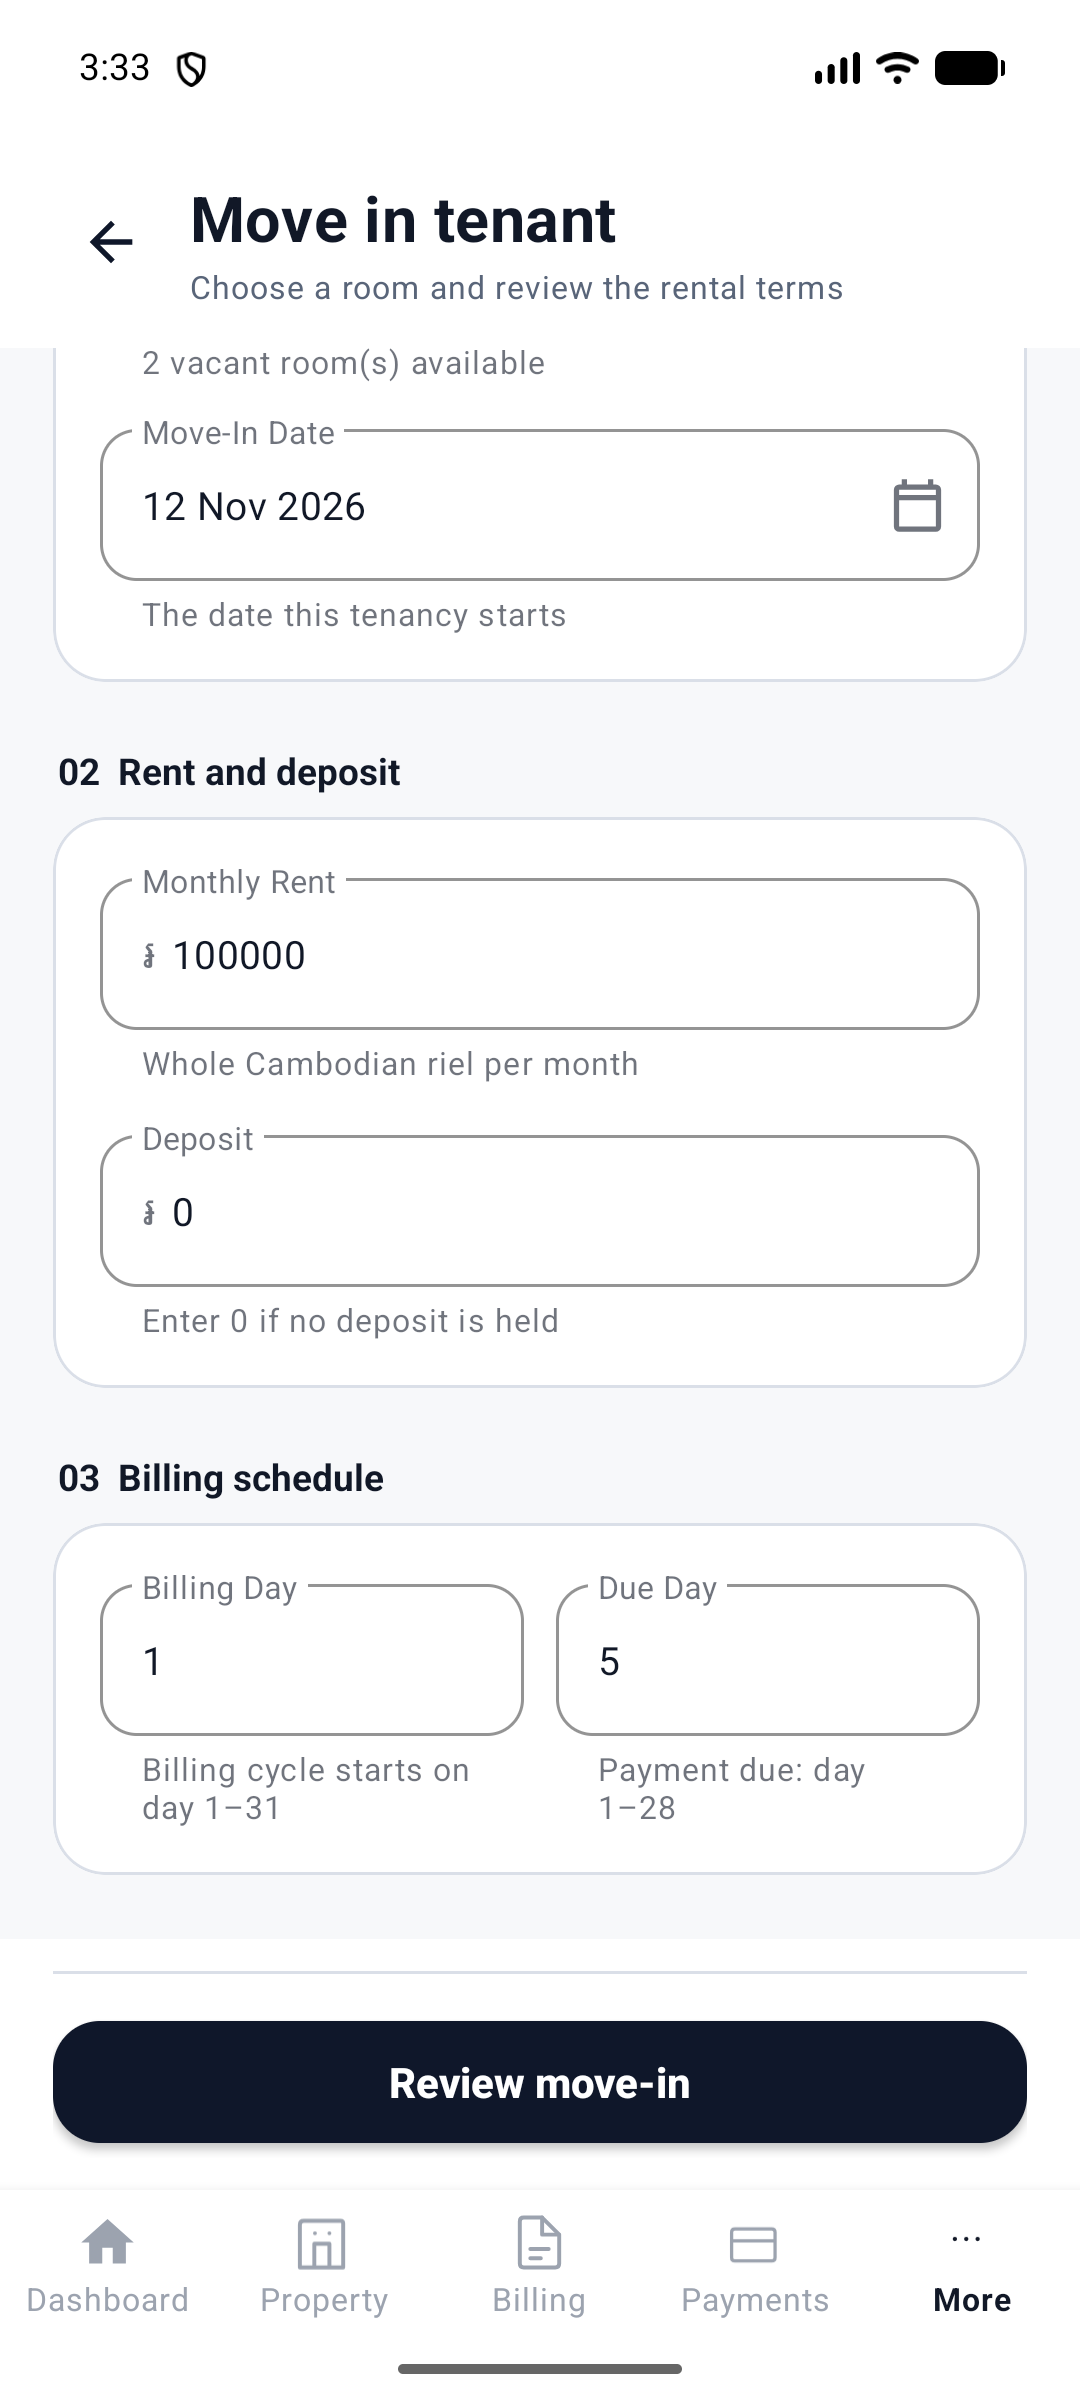 3:33
Move in tenant
Choose a room and review the rental terms
2 vacant room(s) available
Move-In Date
12 Nov 2026
The date this tenancy starts
02 Rent and deposit
Monthly Rent
៛ 100000
Whole Cambodian riel per month
Deposit
៛ 0
Enter 0 if no deposit is held
03 Billing schedule
Billing Day
1
Billing cycle starts on
day 1–31
Due Day
5
Payment due: day
1–28
Review move-in
Dashboard
Property
Billing
Payments
More